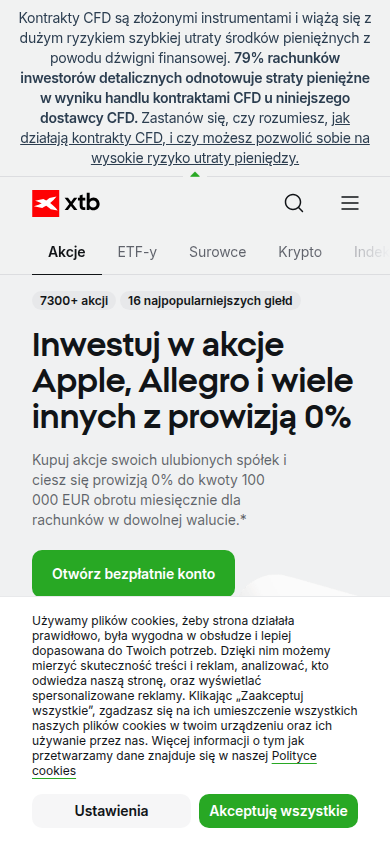 Kontrakty CFD są złożonymi instrumentami i wiążą się z
dużym ryzykiem szybkiej utraty środków pieniężnych z
powodu dźwigni finansowej. 79% rachunków
inwestorów detalicznych odnotowuje straty pieniężne
w wyniku handlu kontraktami CFD u niniejszego
dostawcy CFD. Zastanów się, czy rozumiesz, jak
działają kontrakty CFD, i czy możesz pozwolić sobie na
wysokie ryzyko utraty pieniędzy.
xtb
Akcje ETF-y Surowce Krypto
7300+ akcji 16 najpopularniejszych giełd
Inwestuj w akcje
Apple, Allegro i wiele
innych z prowizją 0%
Kupuj akcje swoich ulubionych spółek i
ciesz się prowizją 0% do kwoty 100
000 EUR obrotu miesięcznie dla
rachunków w dowolnej walucie.*
Otwórz bezpłatnie konto
Używamy plików cookies, żeby strona działała
prawidłowo, była wygodna w obsłudze i lepiej
dopasowana do Twoich potrzeb. Dzięki nim możemy
mierzyć skuteczność treści i reklam, analizować, kto
odwiedza naszą stronę, oraz wyświetlać
spersonalizowane reklamy. Klikając „Zaakceptuj
wszystkie”, zgadzasz się na ich umieszczenie wszystkich
naszych plików cookies w twoim urządzeniu oraz ich
używanie przez nas. Więcej informacji o tym jak
przetwarzamy dane znajduje się w naszej Polityce
cookies
Ustawienia Akceptuję wszystkie